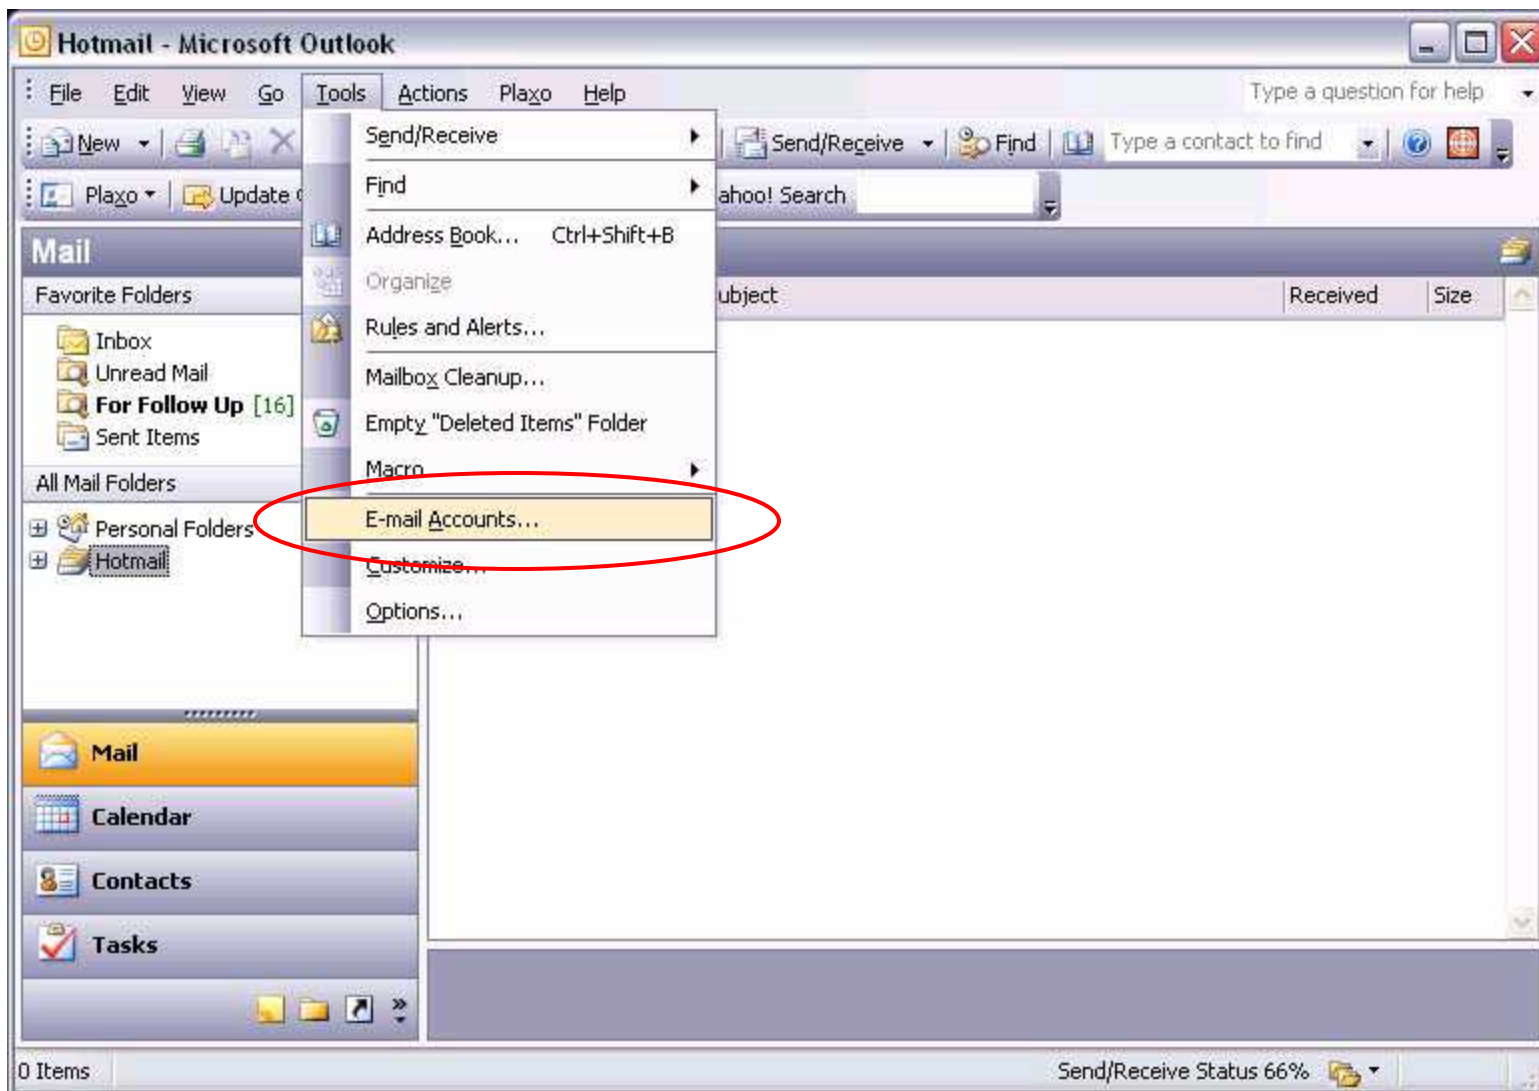 Hotmail - Microsoft Outlook
File Edit View Go Tools Actions Plaxo Help Type a question for help
New Send/Receive Find Type a contact to find
Plaxo Update ahoo! Search
Send/Receive
Find
Address Book... Ctrl+Shift+B
Organize
Rules and Alerts...
Mailbox Cleanup...
Empty "Deleted Items" Folder
Macro
E-mail Accounts...
Customize...
Options...
Mail
Favorite Folders
Inbox
Unread Mail
For Follow Up [16]
Sent Items
All Mail Folders
Personal Folders
Hotmail
ubject Received Size
Mail
Calendar
Contacts
Tasks
0 Items Send/Receive Status 66%